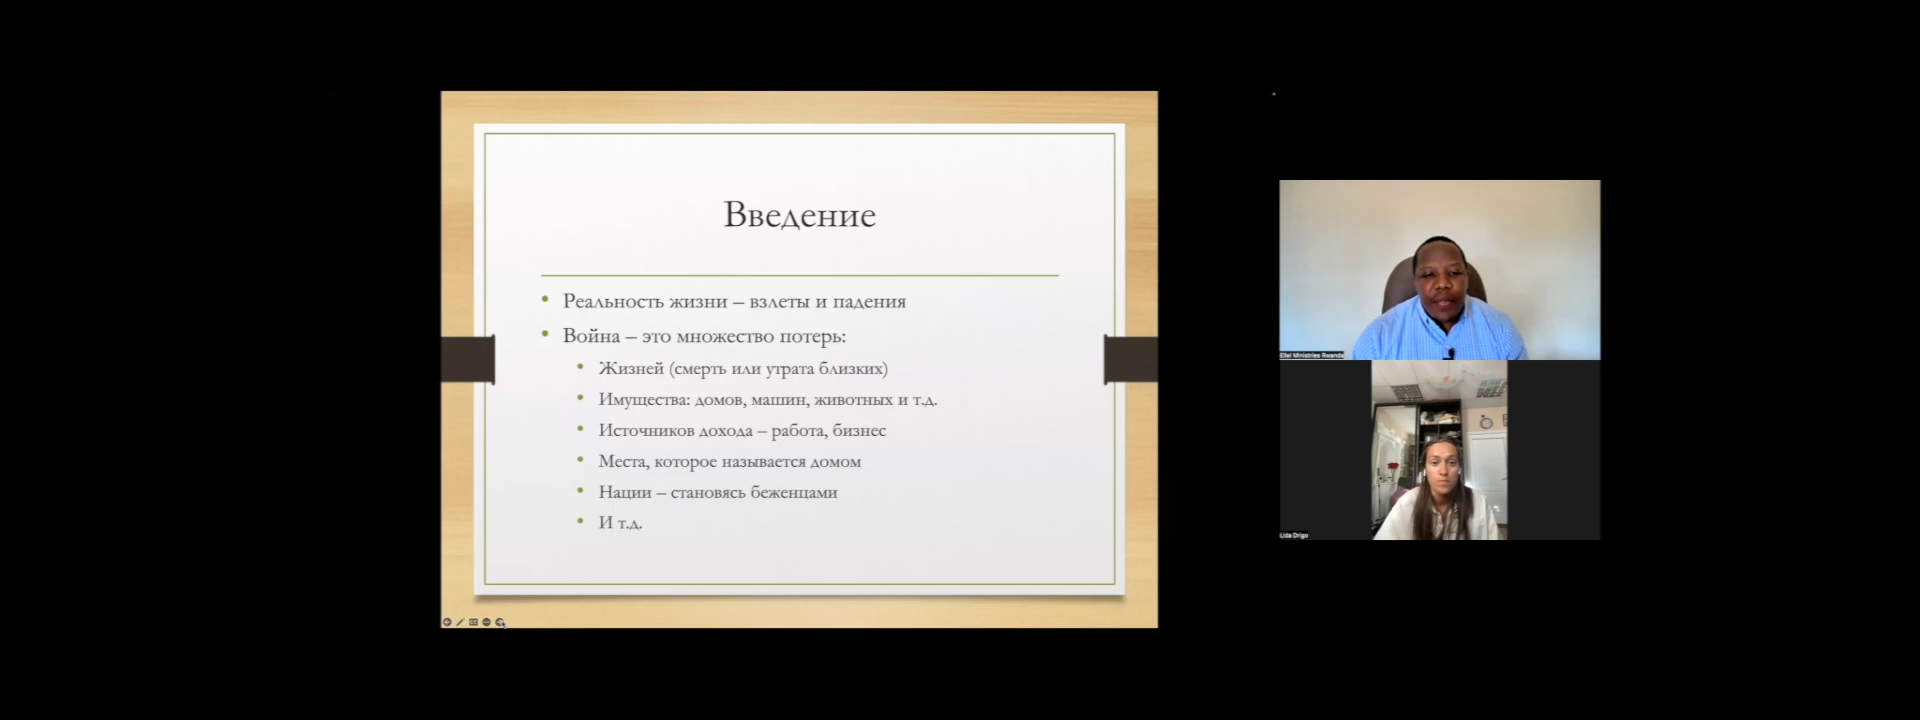 Введение
Реальность жизни – взлеты и падения
Война – это множество потерь:
Жизней (смерть или утрата близких)
Имущества: домов, машин, животных и т.д.
Источников дохода – работа, бизнес
Места, которое называется домом
Нации – становясь беженцами
И т.д.
Ellel Ministries Rwanda
Lida Drigo